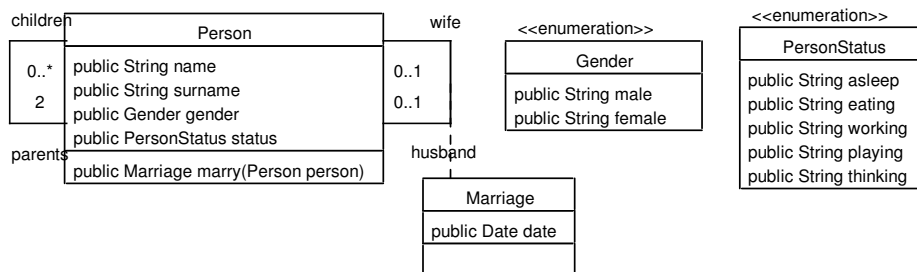 children
Person
wife
0..*
public String name
0..1
2
public String surname
0..1
public Gender gender
public PersonStatus status
parents
public Marriage marry(Person person)
husband
Marriage
public Date date
<<enumeration>>
Gender
public String male
public String female
<<enumeration>>
PersonStatus
public String asleep
public String eating
public String working
public String playing
public String thinking